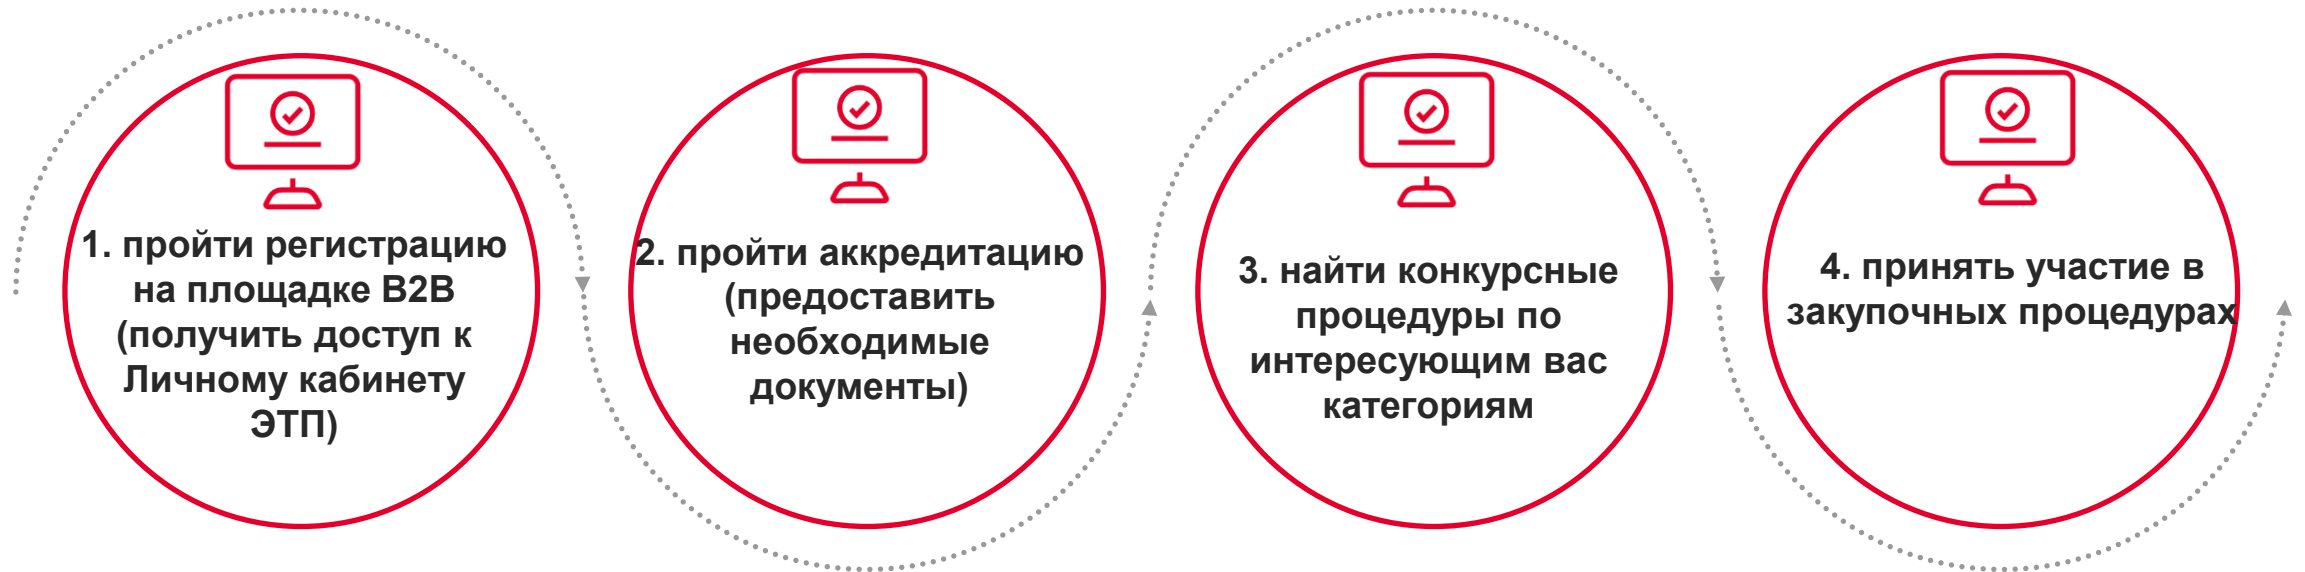 1. пройти регистрацию
на площадке B2B
(получить доступ к
Личному кабинету
ЭТП)
2. пройти аккредитацию
(предоставить
необходимые
документы)
3. найти конкурсные
процедуры по
интересующим вас
категориям
4. принять участие в
закупочных процедурах